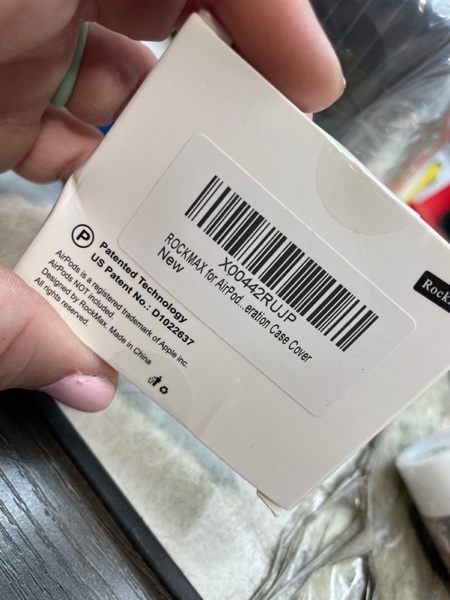 X00442RUJP
ROCKMAX for AirPod...eration Case Cover
New
P
Patented Technology
US Patent No.: D1022637
AirPods is a registered trademark of Apple Inc.
AirPods NOT included.
Designed by RockMax. Made in China
All rights reserved.